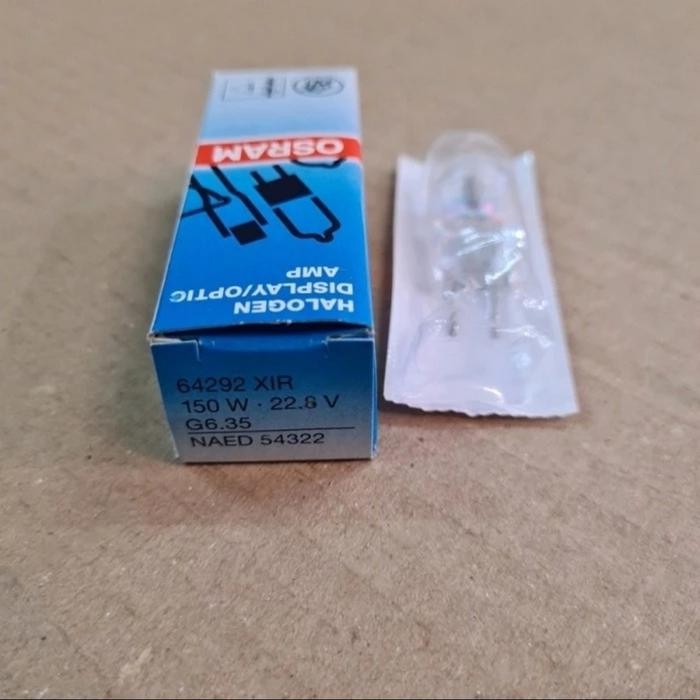 OSRAM
HALOGEN
DISPLAY/OPTIC
AMP
64292 XIR
150 W · 22.8 V
G6.35
NAED 54322